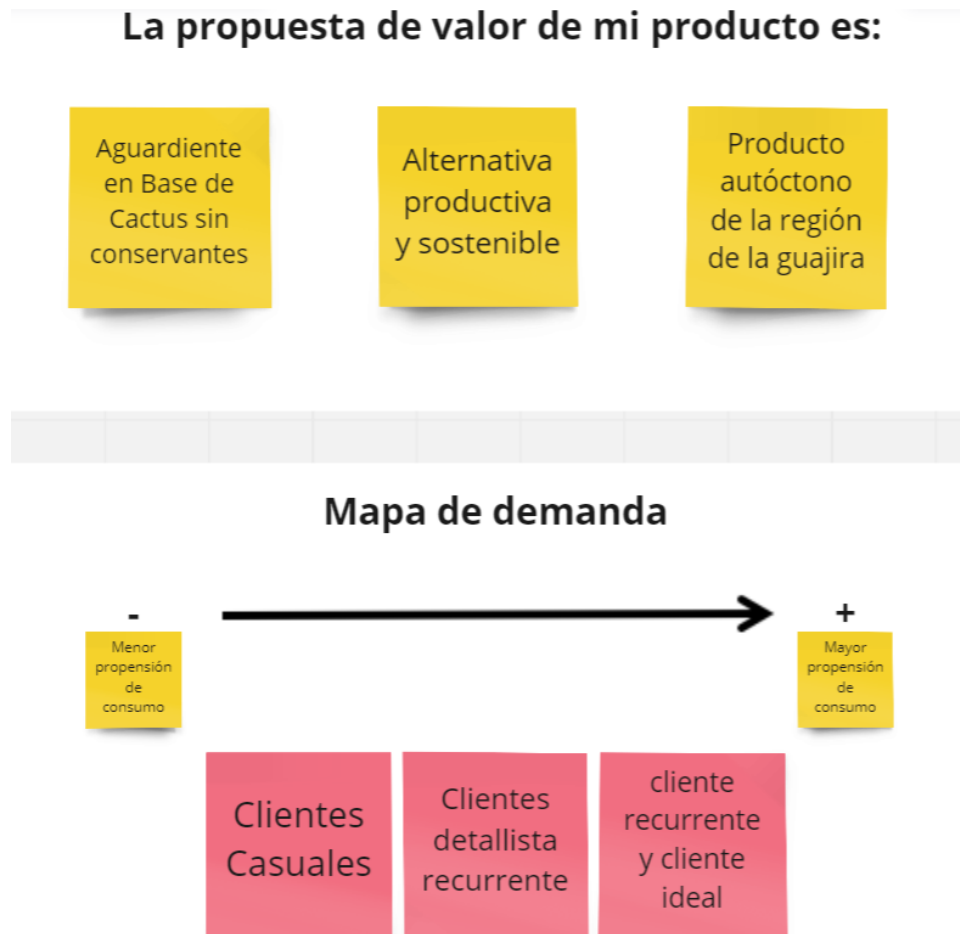 La propuesta de valor de mi producto es:
Aguardiente
en Base de
Cactus sin
conservantes
Alternativa
productiva
y sostenible
Producto
autóctono
de la región
de la guajira
Mapa de demanda
-
+
Menor
propensión
de
consumo
Mayor
propensión
de
consumo
Clientes
Casuales
Clientes
detallista
recurrente
cliente
recurrente
y cliente
ideal